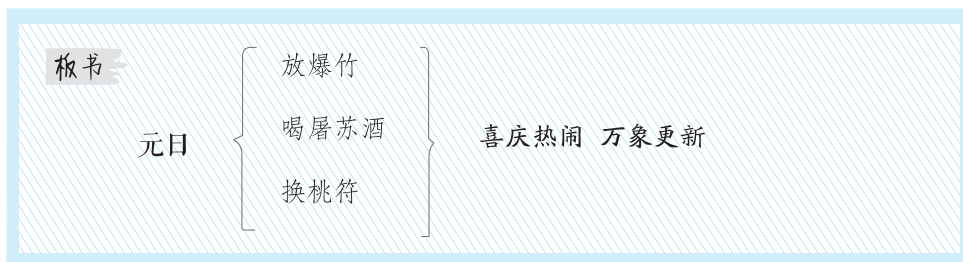 板书
放爆竹
元日
喝屠苏酒
喜庆热闹 万象更新
换桃符